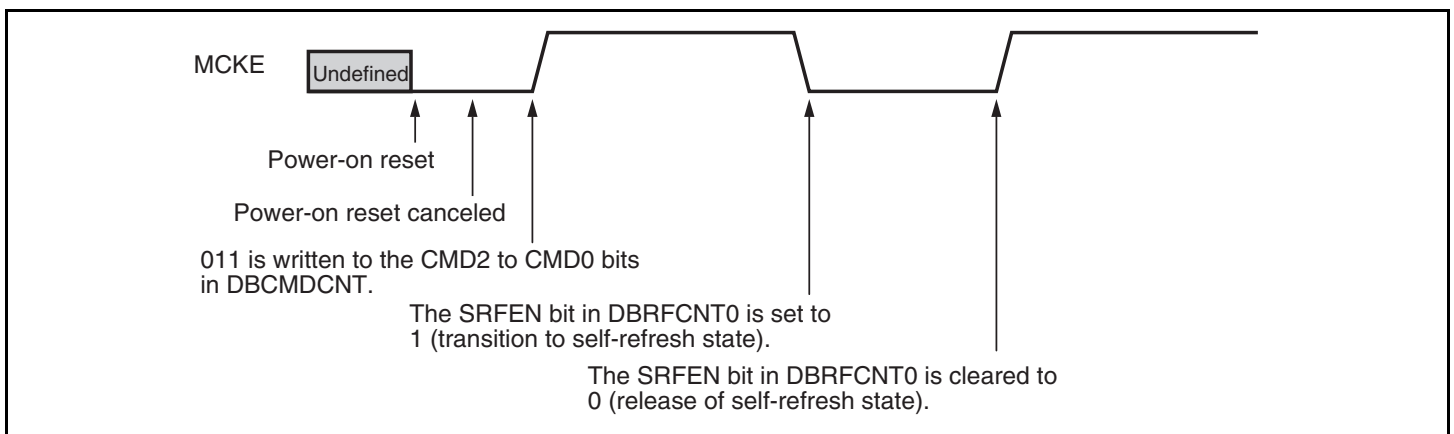 MCKE
Undefined
Power-on reset
Power-on reset canceled
011 is written to the CMD2 to CMD0 bits
in DBCMDCNT.
The SRFEN bit in DBRFCNT0 is set to
1 (transition to self-refresh state).
The SRFEN bit in DBRFCNT0 is cleared to
0 (release of self-refresh state).